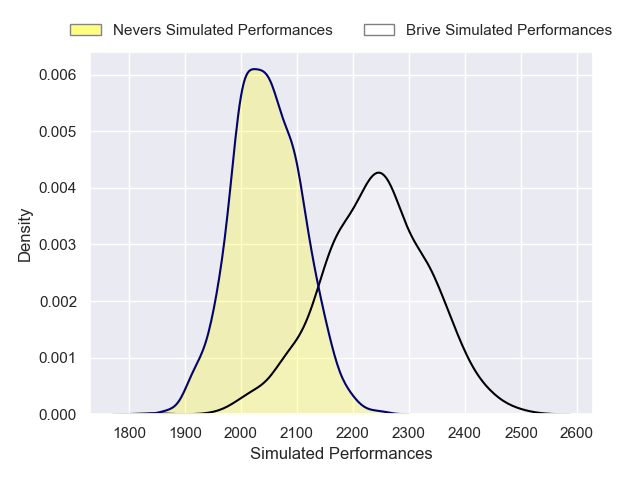 Nevers Simulated Performances
Brive Simulated Performances
0.006
0.005
0.004
0.003
0.002
0.001
0.000
Density
1800 1900 2000 2100 2200 2300 2400 2500 2600
Simulated Performances